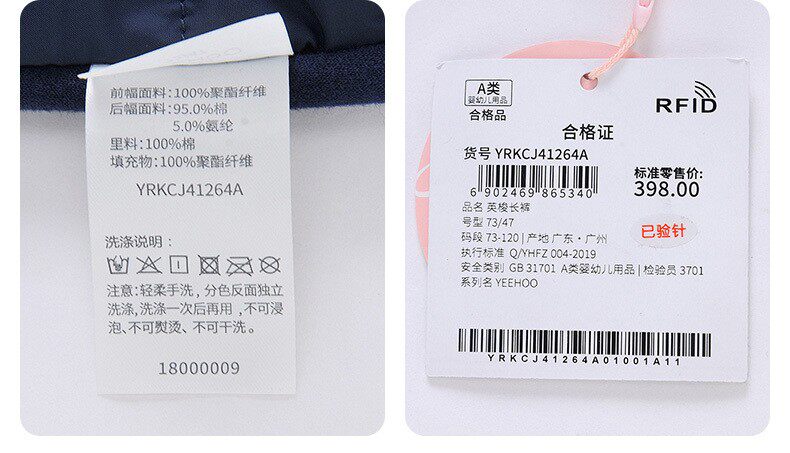 前幅面料：100%聚酯纤维
后幅面料：95.0%棉
5.0%氨纶
里料：100%棉
填充物：100%聚酯纤维
YRKCJ41264A
洗涤说明：
注意：轻柔手洗，分色反面独立
洗涤，洗涤一次后再用，不可浸
泡、不可熨烫、不可干洗。
18000009
A类
婴幼儿用品
合格品
RFID
合格证
货号 YRKCJ41264A
6 902469 865340
标准零售价:
398.00
品名 英梭长裤
号型 73/47
码段 73-120 | 产地 广东·广州
执行标准 Q/YHFZ 004-2019
安全类别 GB 31701 A类婴幼儿用品 | 检验员 3701
系列名 YEEHOO
已验针
YRKCJ41264A01001A11